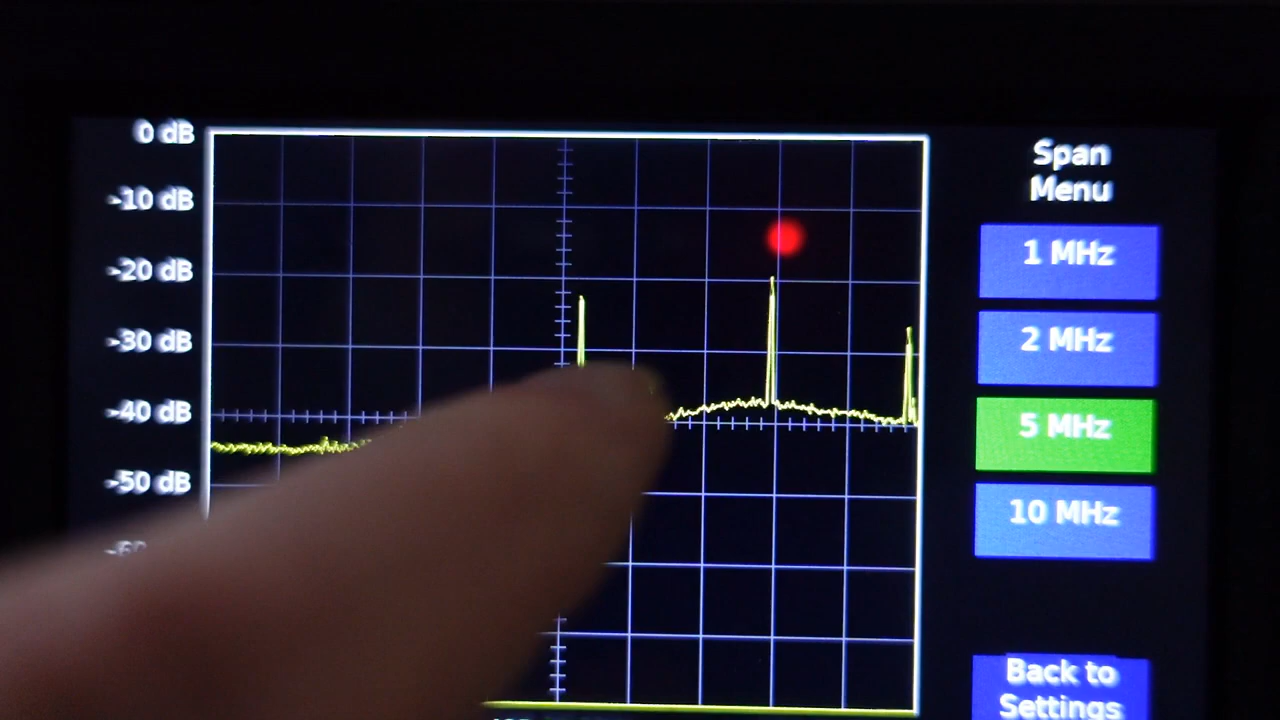 0 dB
-10 dB
-20 dB
-30 dB
-40 dB
-50 dB
Span
Menu
1 MHz
2 MHz
5 MHz
10 MHz
Back to
Settings